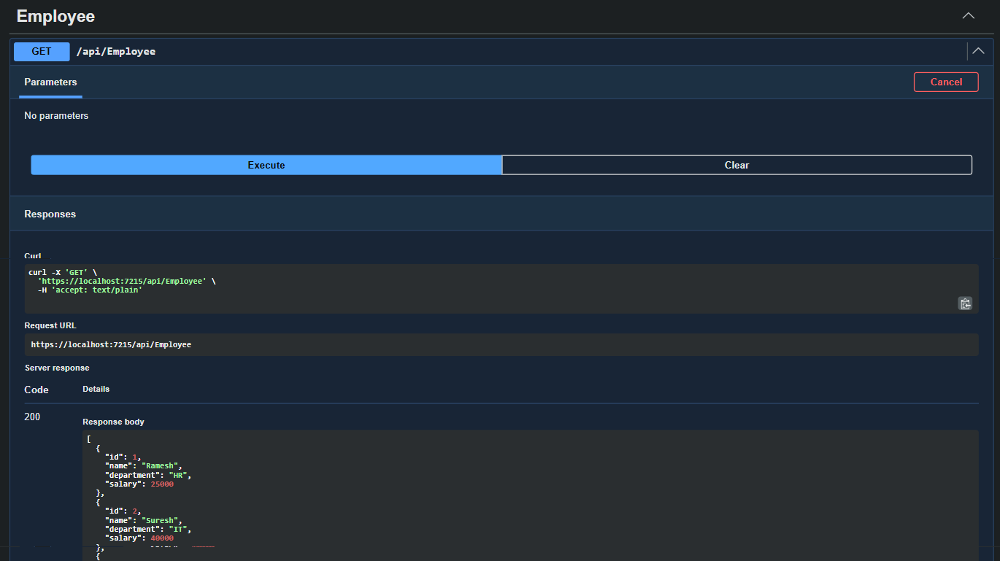 Employee
GET /api/Employee
Parameters Cancel
No parameters
Execute Clear
Responses
Curl
curl -X 'GET' \
  'https://localhost:7215/api/Employee' \
  -H 'accept: text/plain'
Request URL
https://localhost:7215/api/Employee
Server response
Code Details
200
Response body
[
  {
    "id": 1,
    "name": "Ramesh",
    "department": "HR",
    "salary": 25000
  },
  {
    "id": 2,
    "name": "Suresh",
    "department": "IT",
    "salary": 40000
  },
  {